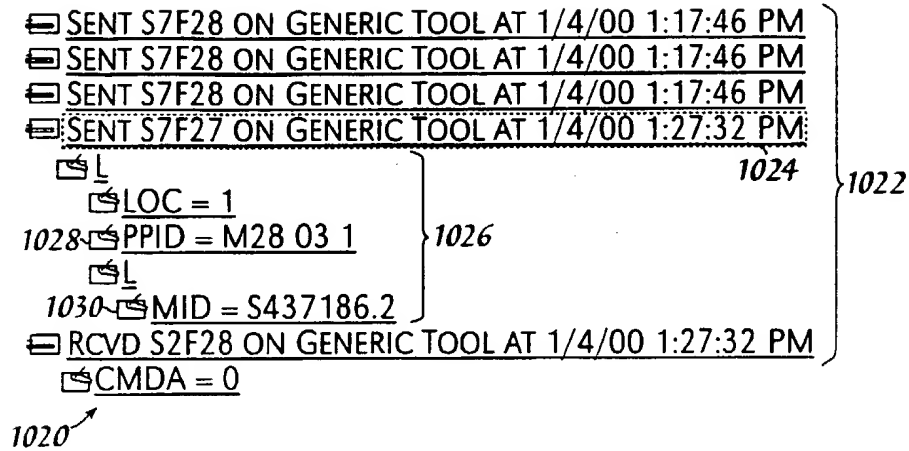 SENT S7F28 ON GENERIC TOOL AT 1/4/00 1:17:46 PM
SENT S7F28 ON GENERIC TOOL AT 1/4/00 1:17:46 PM
SENT S7F28 ON GENERIC TOOL AT 1/4/00 1:17:46 PM
SENT S7F27 ON GENERIC TOOL AT 1/4/00 1:27:32 PM
L 1024
LOC = 1 1022
1028 PPID = M28 03 1 1026
L
1030 MID = S437186.2
RCVD S2F28 ON GENERIC TOOL AT 1/4/00 1:27:32 PM
CMDA = 0
1020